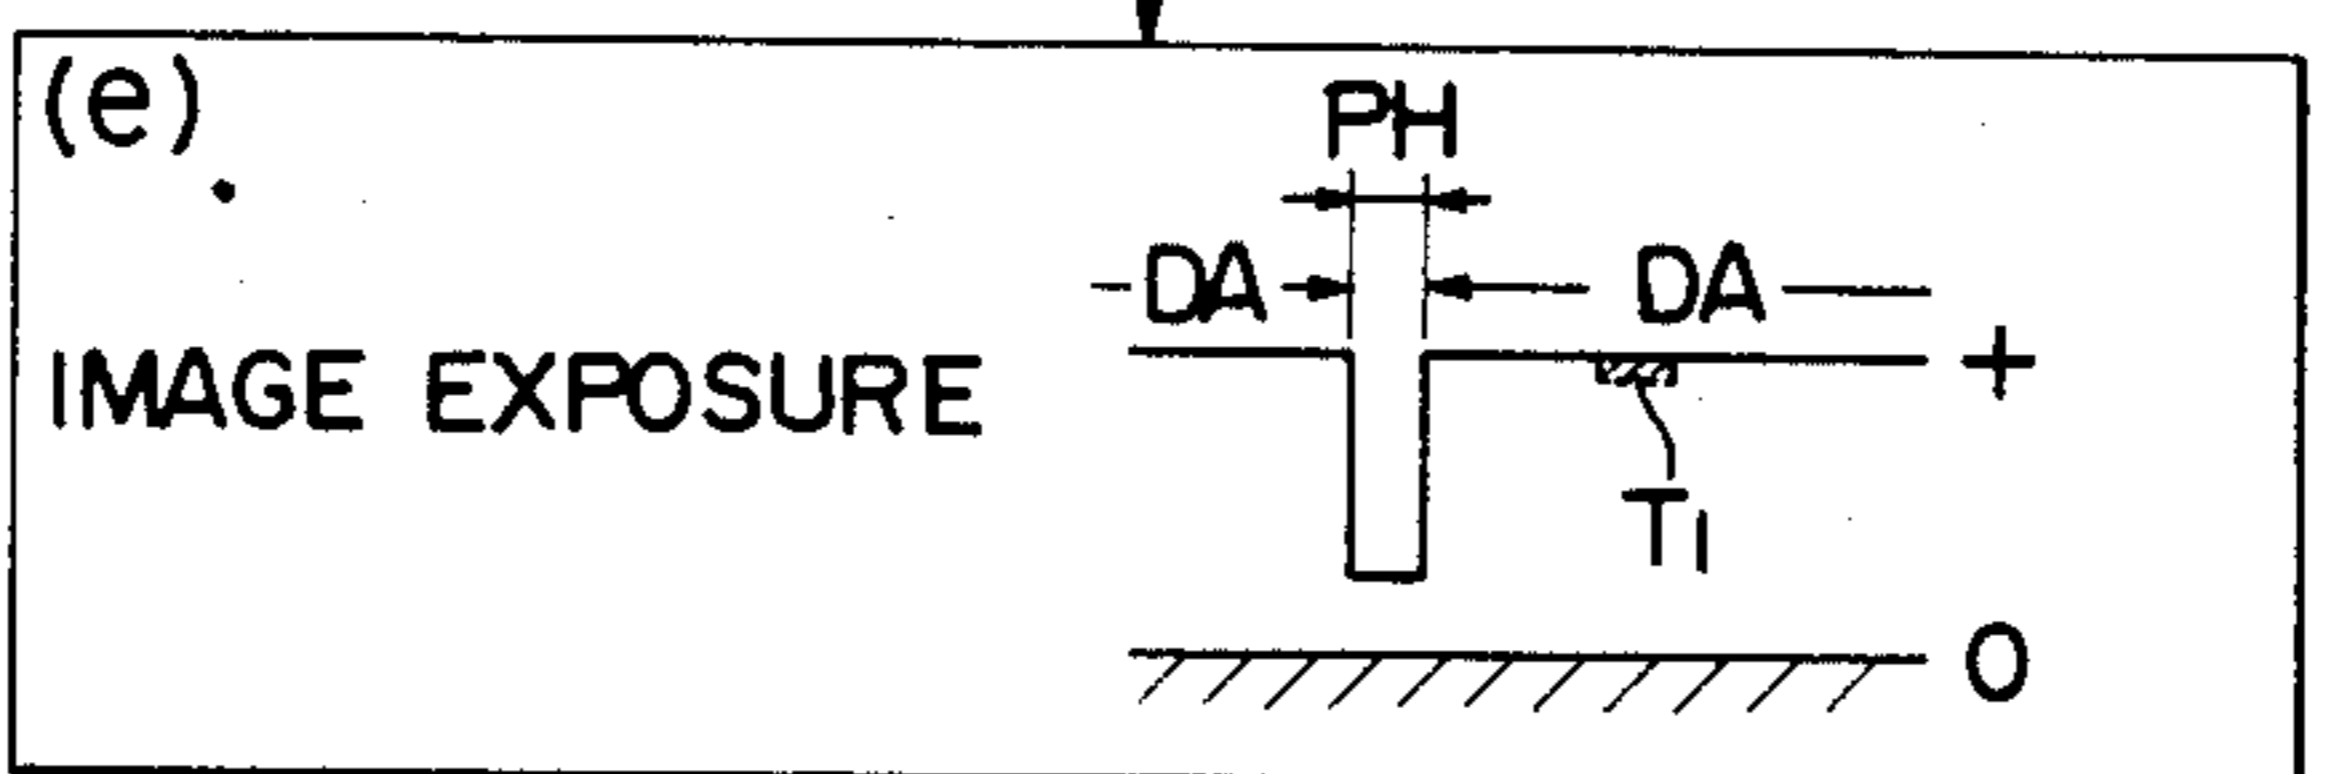 (e)
PH
DA DA
IMAGE EXPOSURE +
T1
0